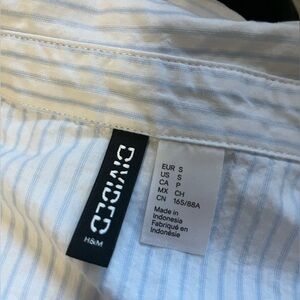 DIVIDED
H&M
EUR S
US S
CA P
MX CH
CN 165/88A
Made in
Indonesia
Fabriqué en
Indonésie